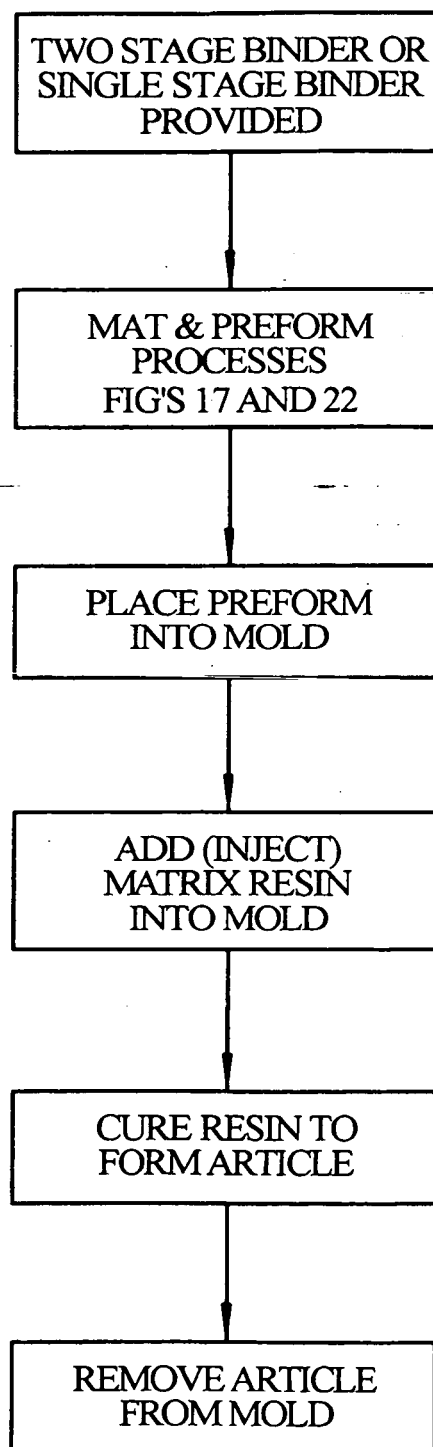 TWO STAGE BINDER OR
SINGLE STAGE BINDER
PROVIDED
MAT & PREFORM
PROCESSES
FIG'S 17 AND 22
PLACE PREFORM
INTO MOLD
ADD (INJECT)
MATRIX RESIN
INTO MOLD
CURE RESIN TO
FORM ARTICLE
REMOVE ARTICLE
FROM MOLD